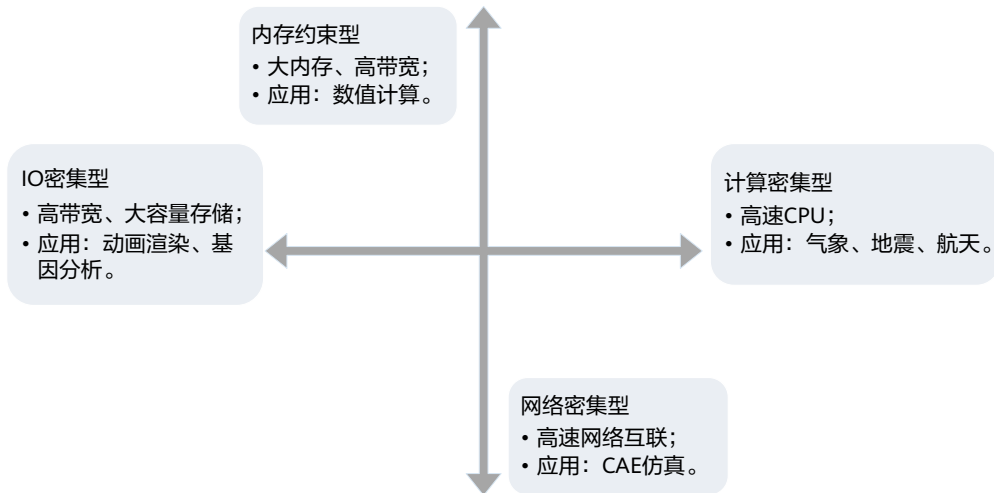 内存约束型
• 大内存、高带宽；
• 应用：数值计算。
IO密集型
• 高带宽、大容量存储；
• 应用：动画渲染、基
因分析。
计算密集型
• 高速CPU；
• 应用：气象、地震、航天。
网络密集型
• 高速网络互联；
• 应用：CAE仿真。